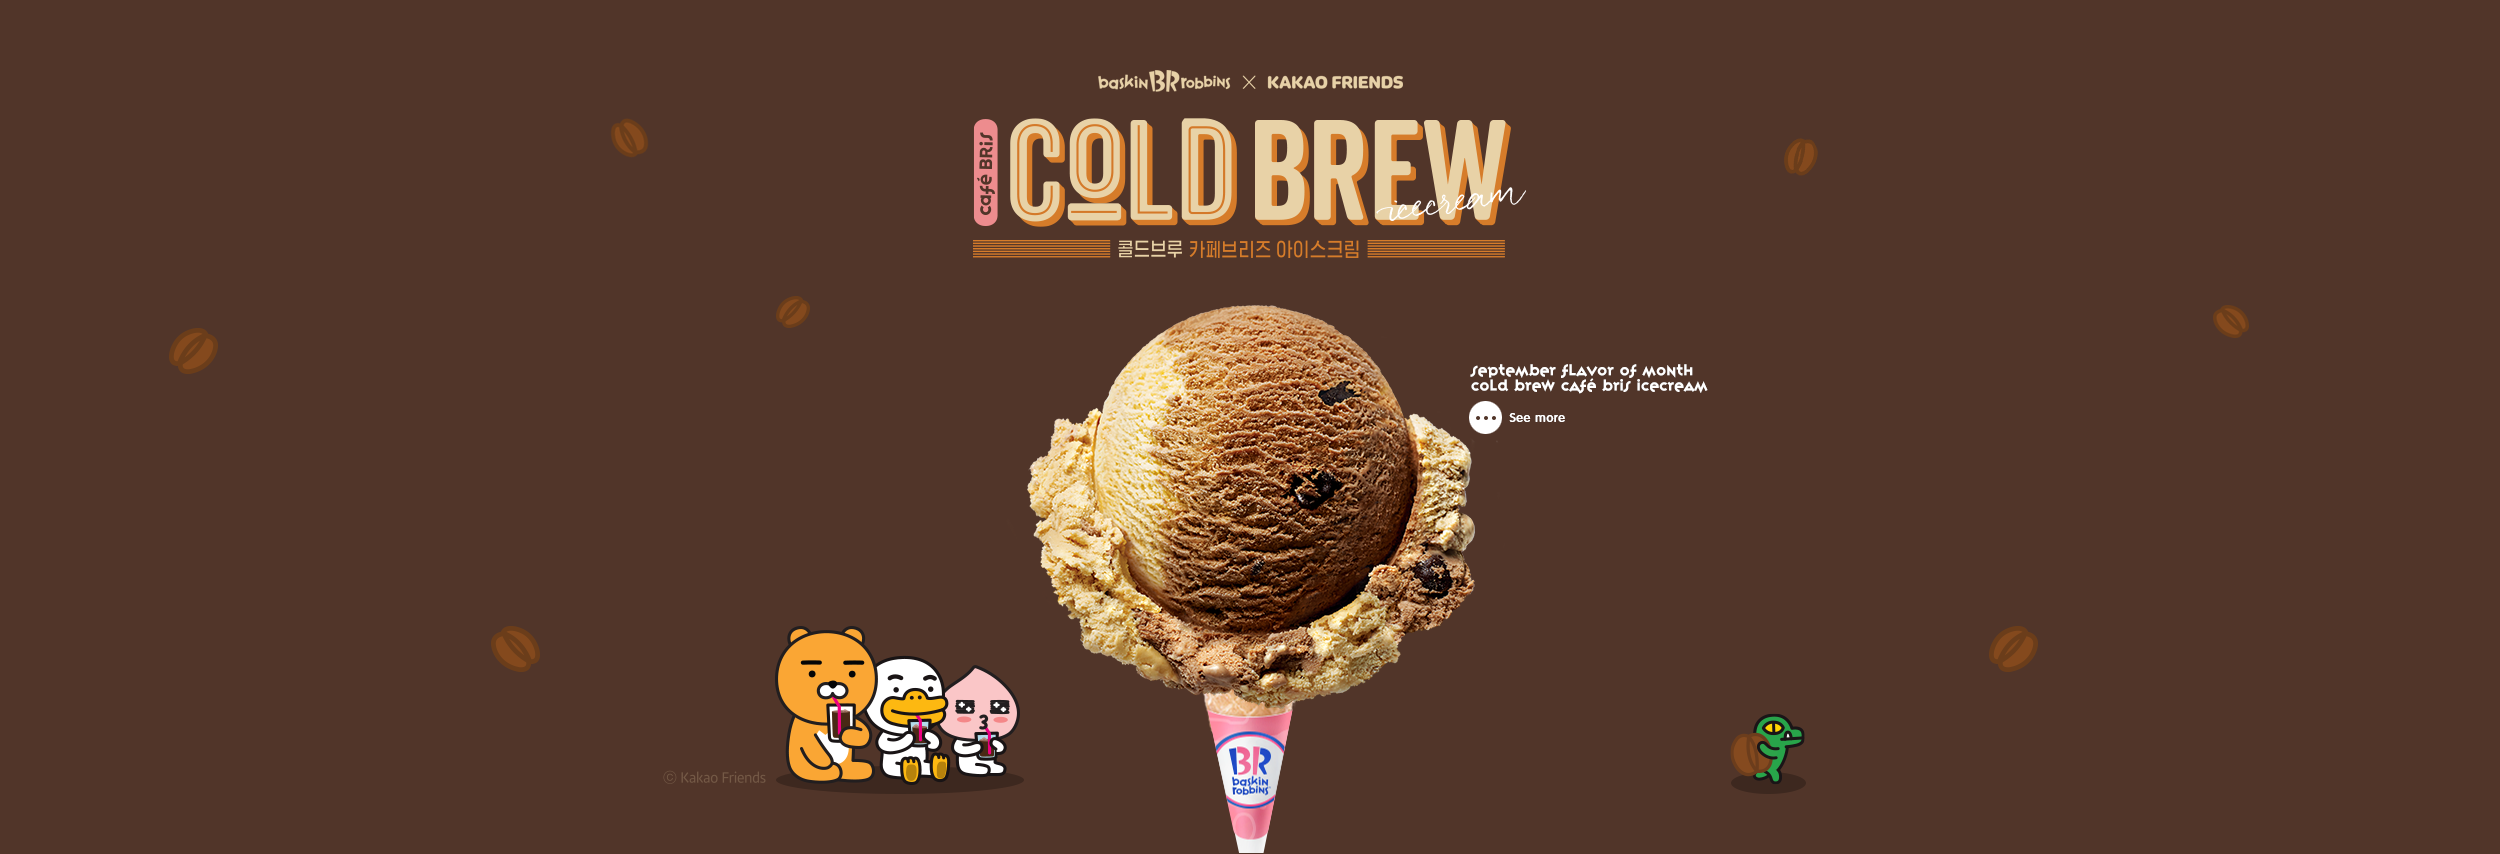 baskin BR robbins × KAKAO FRIENDS
café BRiS
COLD BREW
icecream
콜드브루 카페브리즈 아이스크림
september flavor of month
cold brew café bris icecream
See more
3
© Kakao Friends
BR
baskin
robbins